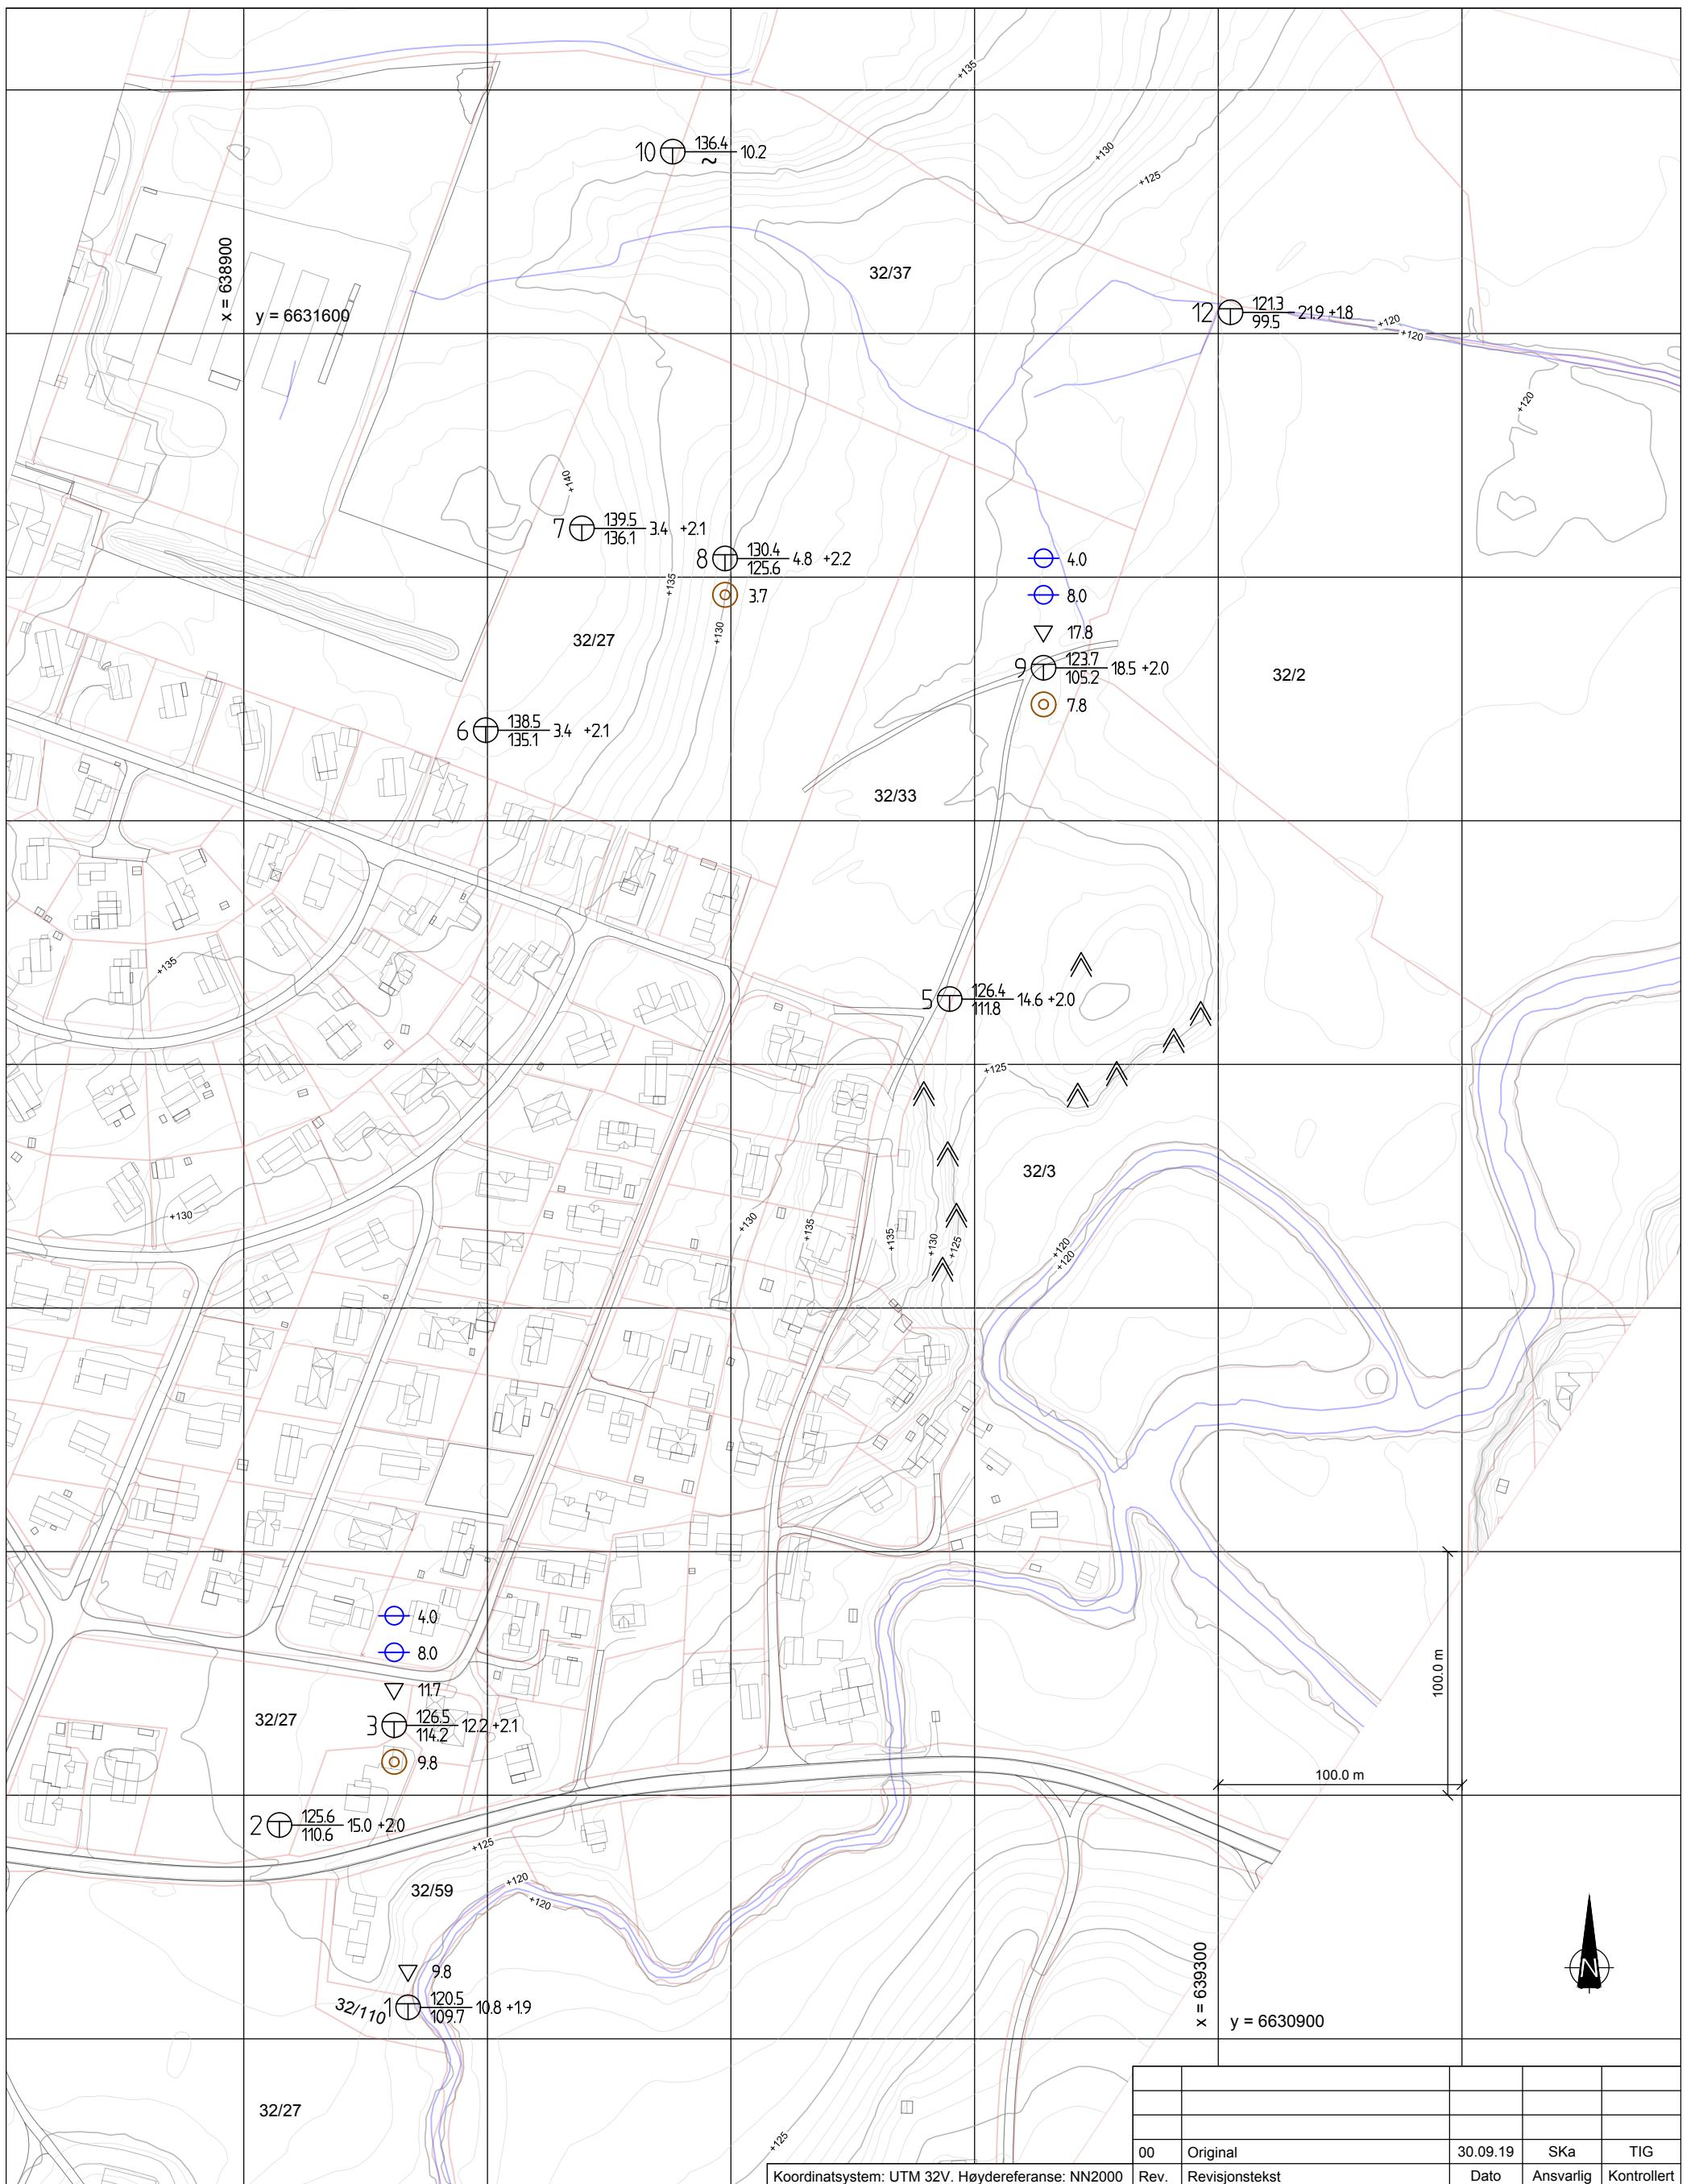 +135
+130
+125
10 136.4 10.2
~
x = 638900
y = 6631600
32/37
12 121.3 21.9 +1.8
99.5
+120
+120
+120
+140
7 139.5 3.4 +2.1
136.1
8 130.4 4.8 +2.2
125.6
3.7
4.0
8.0
17.8
9 123.7 18.5 +2.0
105.2
7.8
+135
+130
32/27
32/2
6 138.5 3.4 +2.1
135.1
32/33
+135
5 126.4 14.6 +2.0
111.8
+125
32/3
+130
+130
+135
+135
+130
+125
+120
+120
4.0
8.0
11.7
3 126.5 12.2 +2.1
114.2
9.8
32/27
100.0 m
100.0 m
2 125.6 15.0 +2.0
110.6
+125
32/59
+120
+120
9.8
1 120.5 10.8 +1.9
109.7
32/110
x = 639300
y = 6630900
N
32/27
+125
00 Original 30.09.19 SKa TIG
Koordinatsystem: UTM 32V. Høydereferanse: NN2000 Rev. Revisjonstekst Dato Ansvarlig Kontrollert